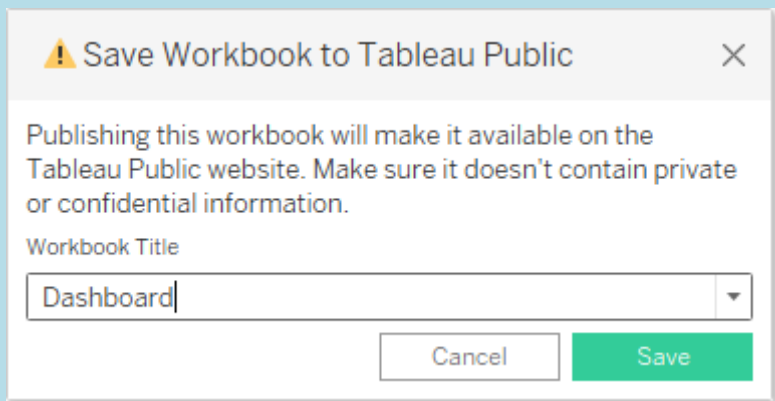 Save Workbook to Tableau Public
Publishing this workbook will make it available on the
Tableau Public website. Make sure it doesn't contain private
or confidential information.
Workbook Title
Dashboard
Cancel
Save